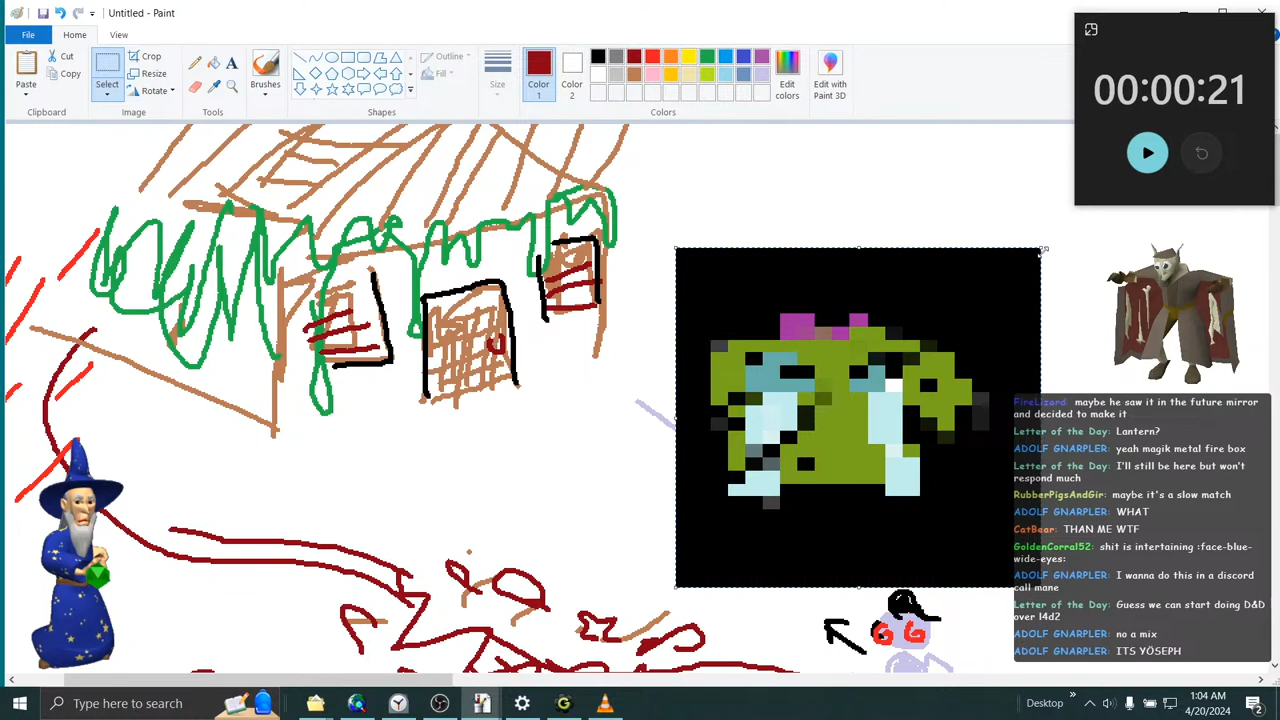 Untitled - Paint
File
Home
View
Paste
Cut
Copy
Clipboard
Select
Crop
Resize
Rotate
Image
Tools
Brushes
Shapes
Outline
Fill
Size
Color
1
Color
2
Colors
Edit
colors
Edit with
Paint 3D
00:00:21
FireLizord: maybe he saw it in the future mirror
and decided to make it
Letter of the Day: Lantern?
ADOLF GNARPLER: yeah magik metal fire box
Letter of the Day: I'll still be here but won't
respond much
RubberPigsAndGir: maybe it's a slow match
ADOLF GNARPLER: WHAT
CatBear: THAN ME WTF
GoldenCorral52: shit is intertaining :face-blue-
wide-eyes:
ADOLF GNARPLER: I wanna do this in a discord
call mane
Letter of the Day: Guess we can start doing D&D
over l4d2
ADOLF GNARPLER: no a mix
ADOLF GNARPLER: ITS YÖSEPH
Type here to search
Desktop
1:04 AM
4/20/2024
2